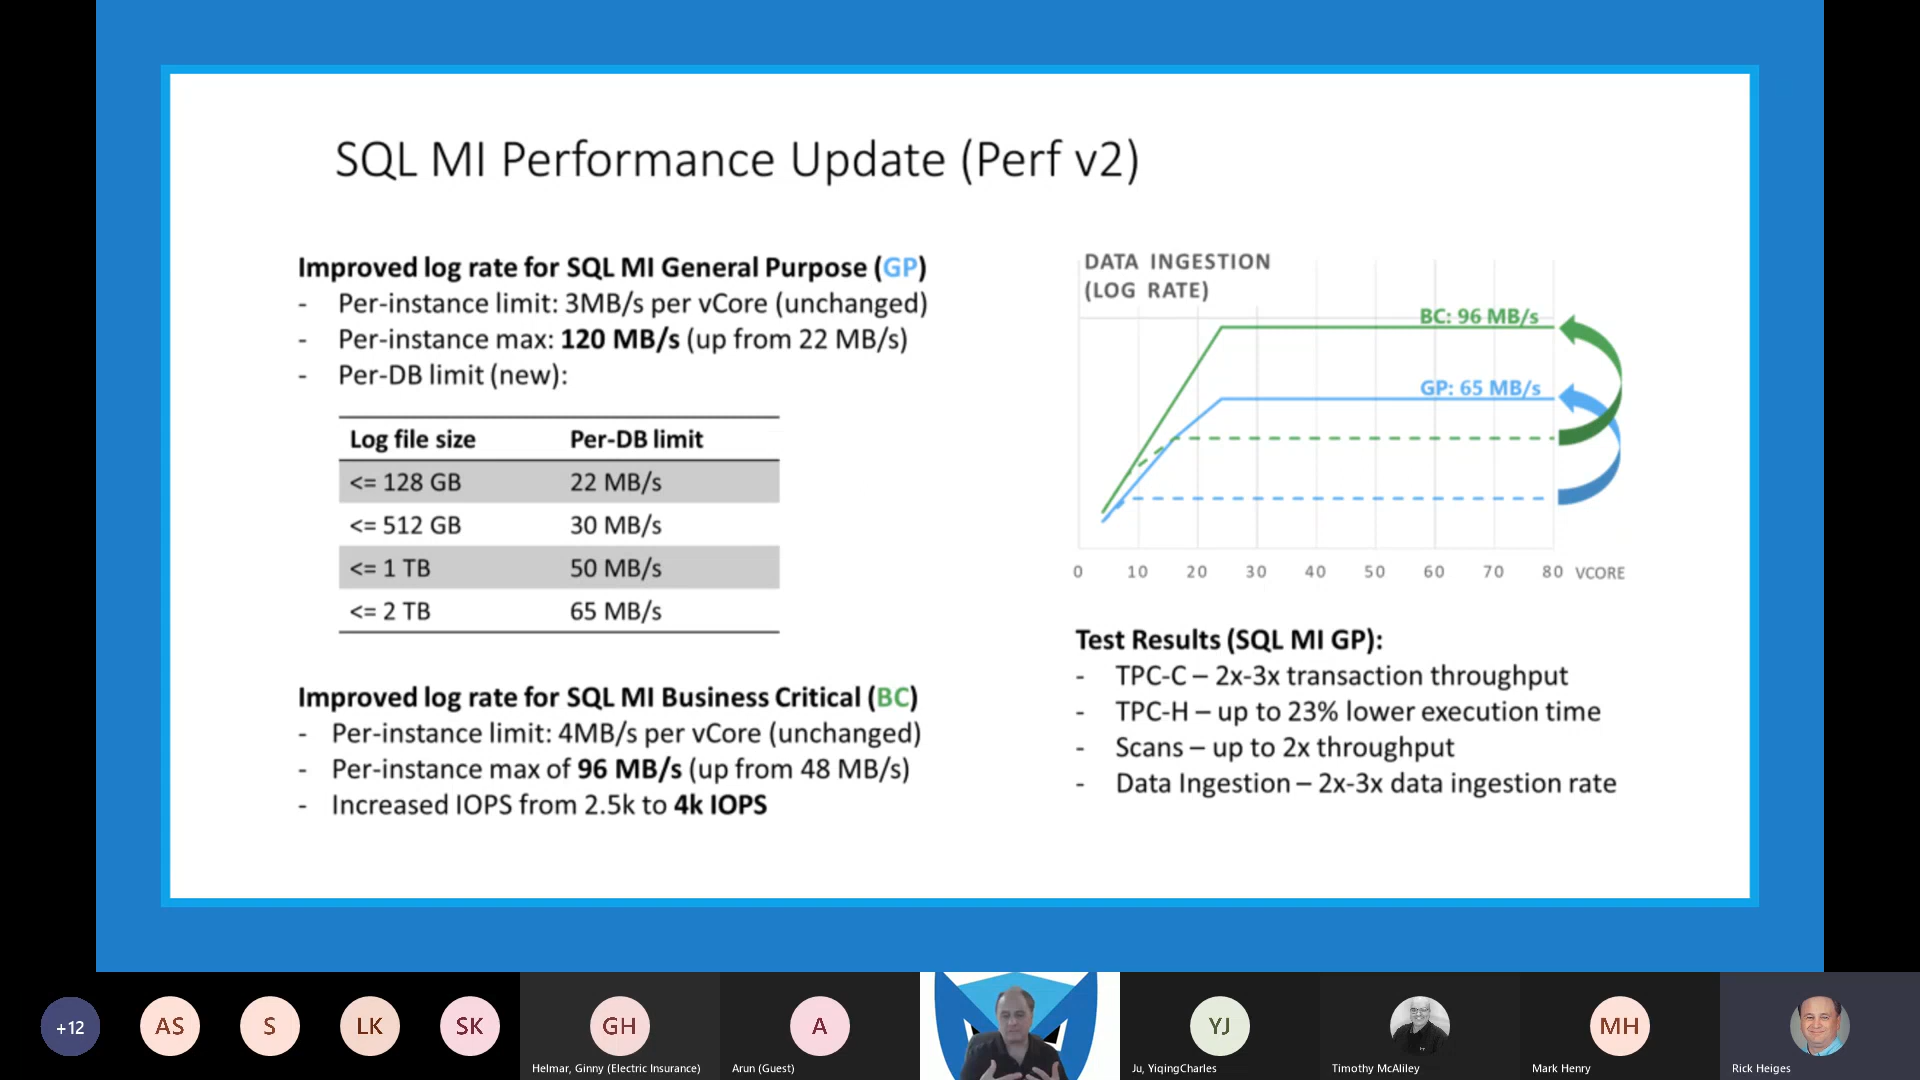 SQL MI Performance Update (Perf v2)
Improved log rate for SQL MI General Purpose (GP)
- Per-instance limit: 3MB/s per vCore (unchanged)
- Per-instance max: 120 MB/s (up from 22 MB/s)
- Per-DB limit (new):
Log file size Per-DB limit
<= 128 GB 22 MB/s
<= 512 GB 30 MB/s
<= 1 TB 50 MB/s
<= 2 TB 65 MB/s
Improved log rate for SQL MI Business Critical (BC)
- Per-instance limit: 4MB/s per vCore (unchanged)
- Per-instance max of 96 MB/s (up from 48 MB/s)
- Increased IOPS from 2.5k to 4k IOPS
DATA INGESTION
(LOG RATE)
BC: 96 MB/s
GP: 65 MB/s
0 10 20 30 40 50 60 70 80 VCORE
Test Results (SQL MI GP):
- TPC-C – 2x-3x transaction throughput
- TPC-H – up to 23% lower execution time
- Scans – up to 2x throughput
- Data Ingestion – 2x-3x data ingestion rate
+12 AS S LK SK GH A YJ MH
Helmar, Ginny (Electric Insurance) Arun (Guest) Ju, YiqingCharles Timothy McAliley Mark Henry Rick Heiges